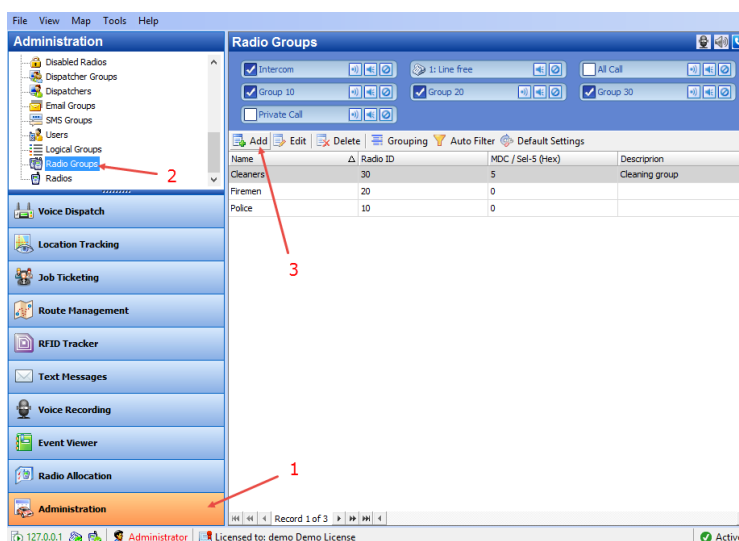 File View Map Tools Help
Administration
Disabled Radios
Dispatcher Groups
Dispatchers
Email Groups
SMS Groups
Users
Logical Groups
Radio Groups
Radios
2
Voice Dispatch
Location Tracking
Job Ticketing
Route Management
RFID Tracker
Text Messages
Voice Recording
Event Viewer
Radio Allocation
Administration
1
Radio Groups
Intercom 1: Line free All Call
Group 10 Group 20 Group 30
Private Call
Add Edit Delete Grouping Auto Filter Default Settings
Name Radio ID MDC / Sel-5 (Hex) Descriprion
Cleaners 30 5 Cleaning group
Firemen 20 0
Police 10 0
3
Record 1 of 3
127.0.0.1 Administrator Licensed to: demo Demo License Active